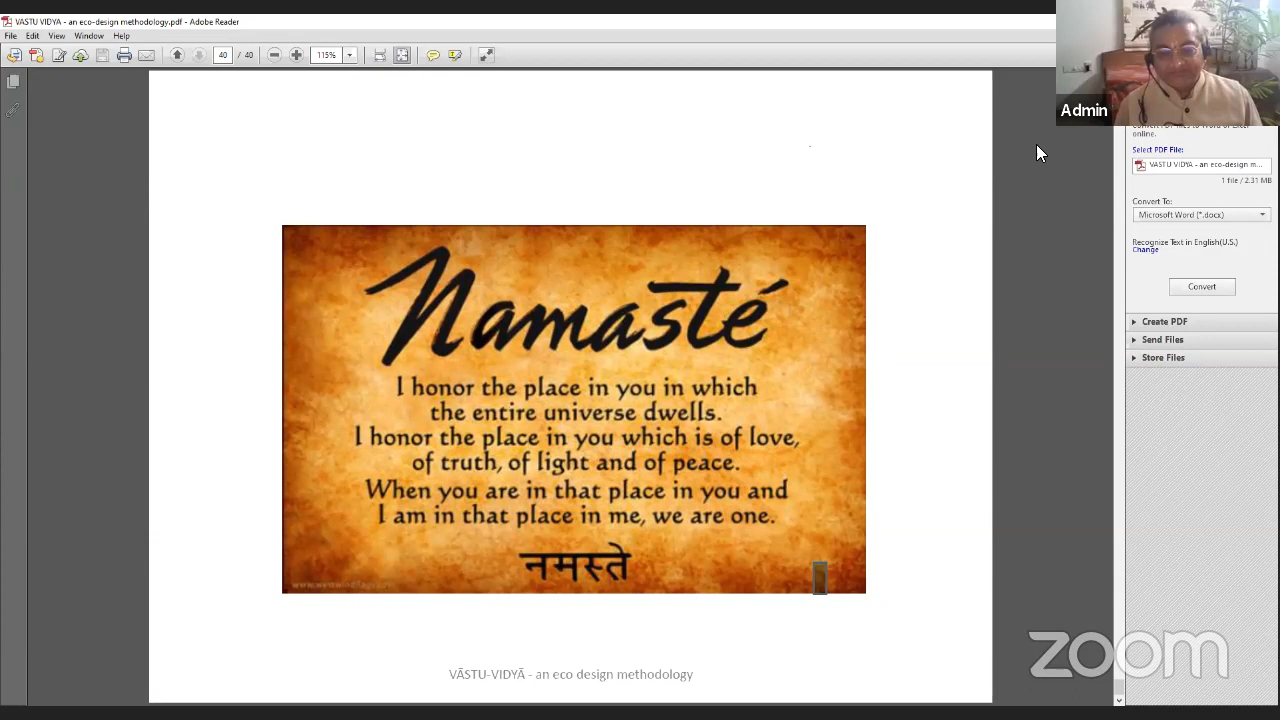 VASTU VIDYA - an eco-design methodology.pdf - Adobe Reader
File Edit View Window Help
40 / 40 115%
Admin
online.
Select PDF File:
VASTU VIDYA - an eco-design m...
1 file / 2.31 MB
Convert To:
Microsoft Word (*.docx)
Recognize Text in English(U.S.)
Change
Convert
Create PDF
Send Files
Store Files
Namasté
I honor the place in you in which
the entire universe dwells.
I honor the place in you which is of love,
of truth, of light and of peace.
When you are in that place in you and
I am in that place in me, we are one.
नमस्ते
VĀSTU-VIDYĀ - an eco design methodology
zoom